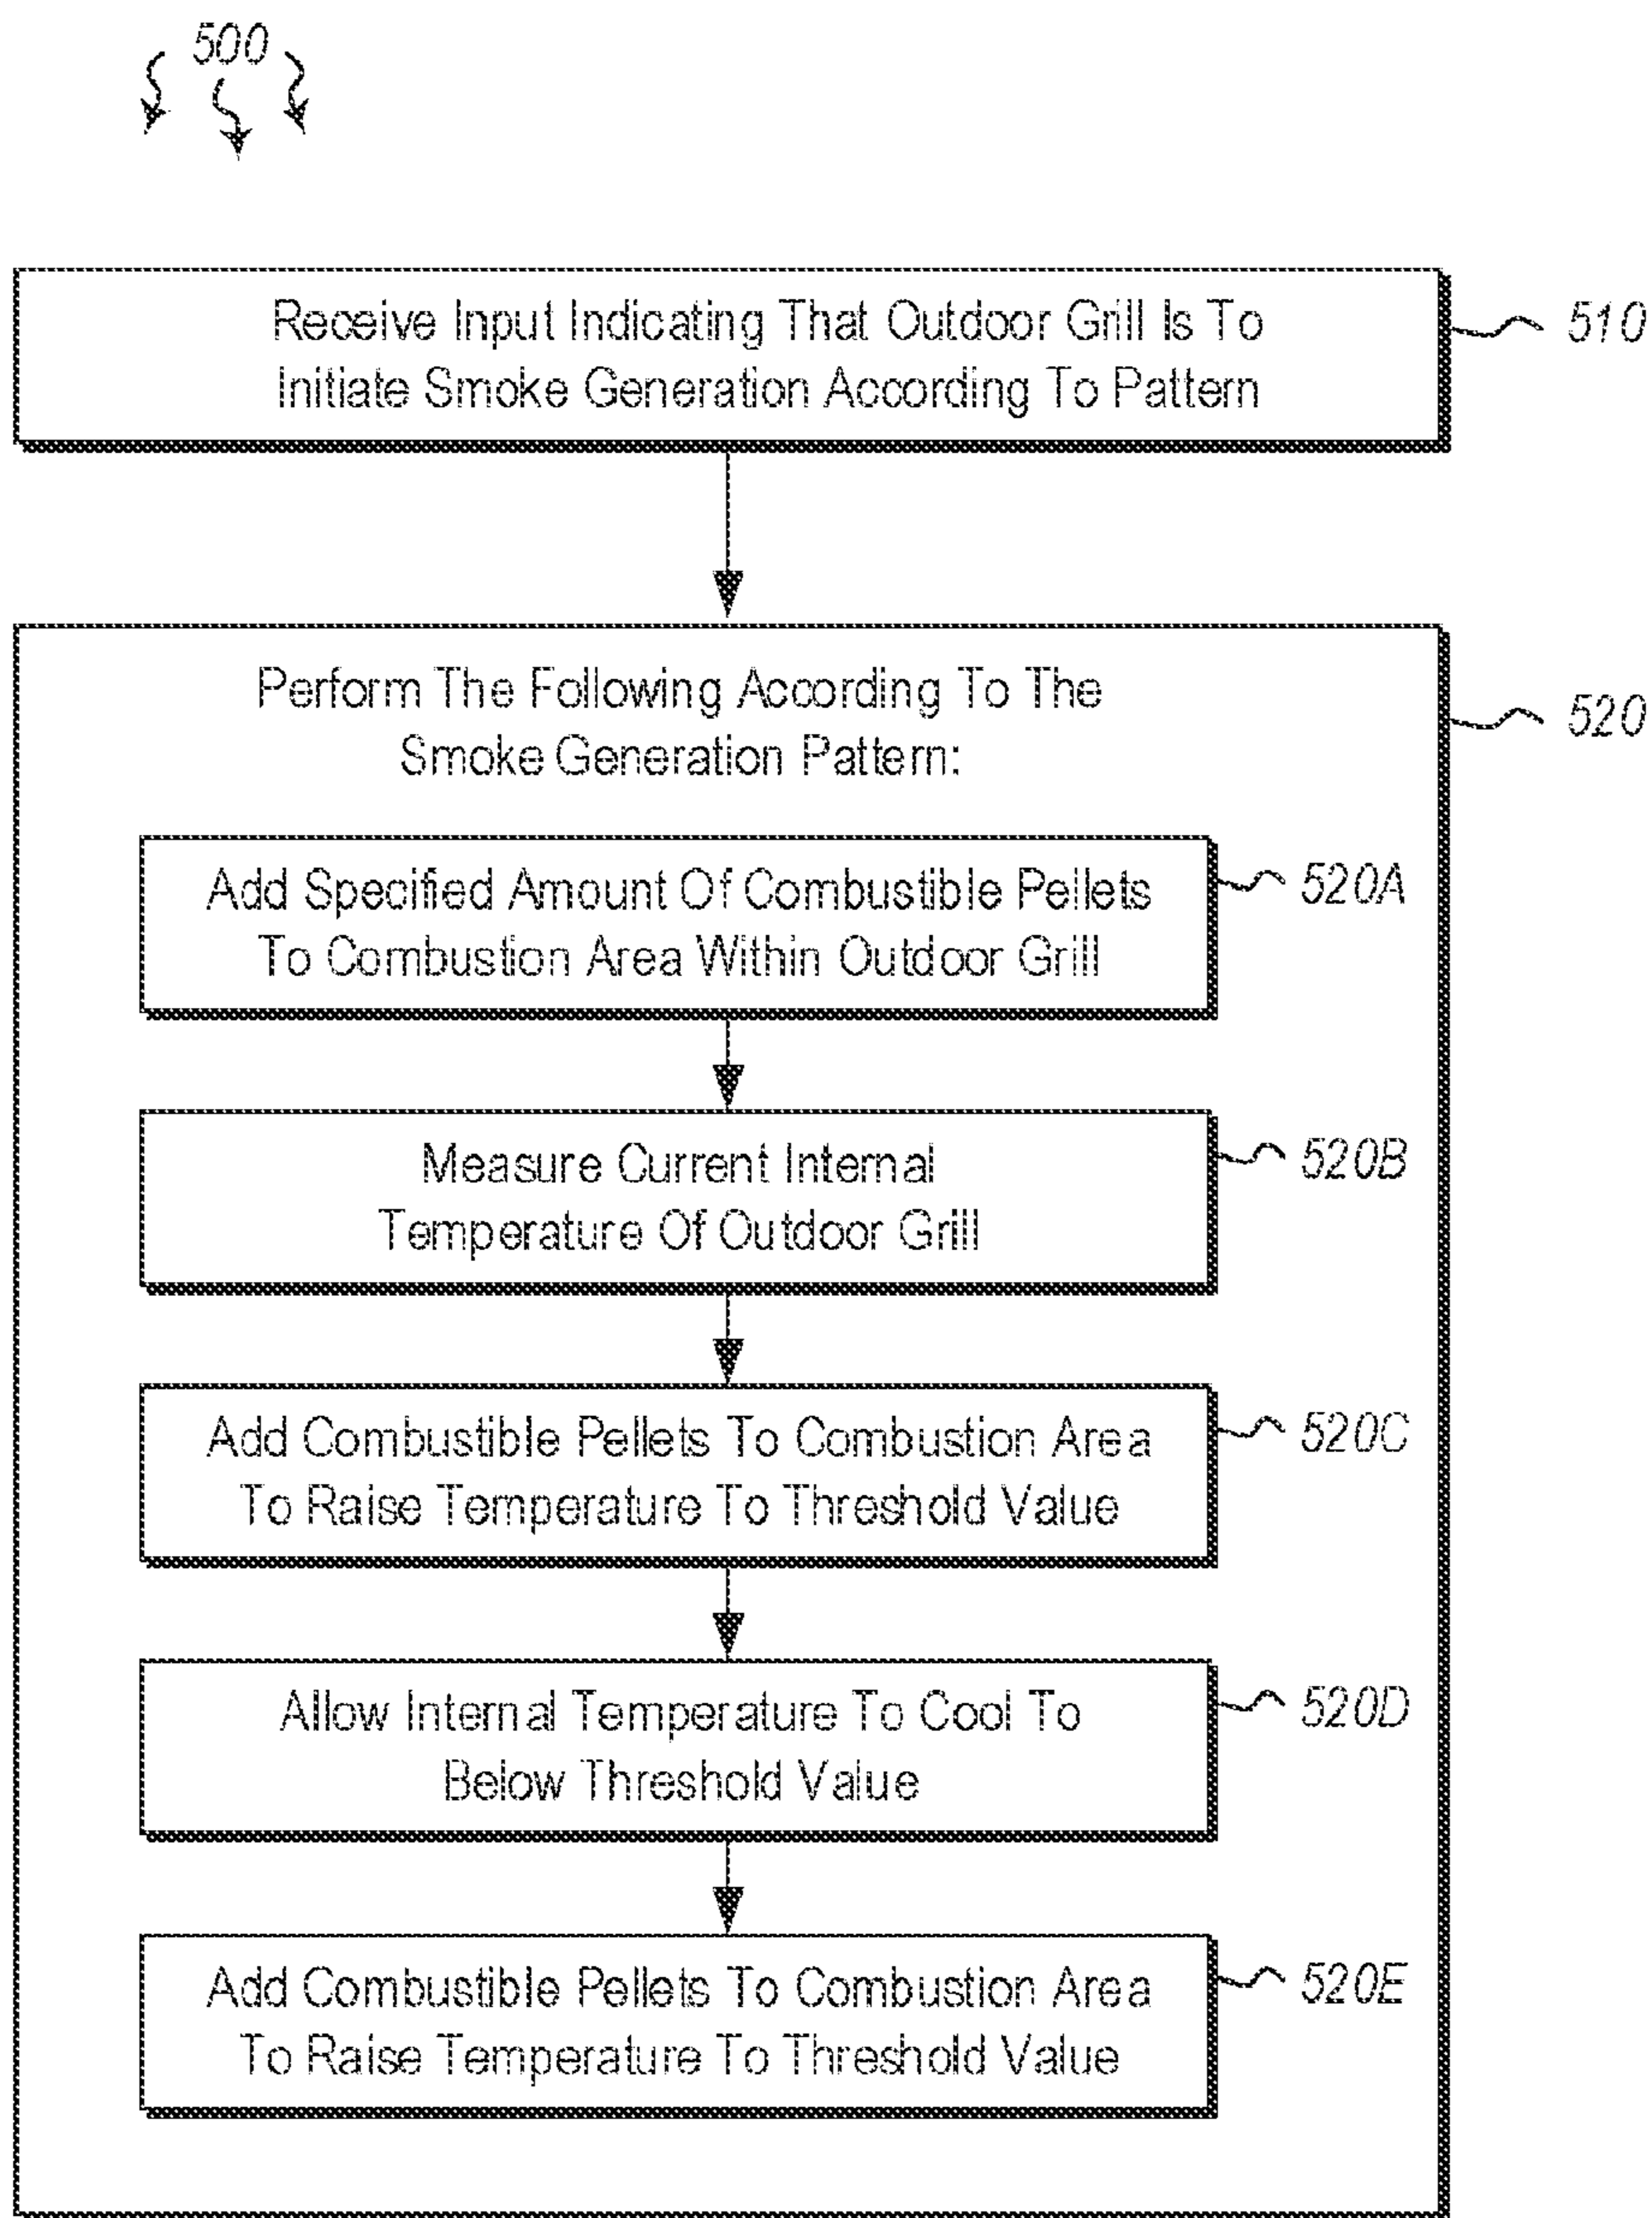 500
Receive Input Indicating That Outdoor Grill Is To
Initiate Smoke Generation According To Pattern
510
Perform The Following According To The
Smoke Generation Pattern:
520
Add Specified Amount Of Combustible Pellets
To Combustion Area Within Outdoor Grill
520A
Measure Current Internal
Temperature Of Outdoor Grill
520B
Add Combustible Pellets To Combustion Area
To Raise Temperature To Threshold Value
520C
Allow Internal Temperature To Cool To
Below Threshold Value
520D
Add Combustible Pellets To Combustion Area
To Raise Temperature To Threshold Value
520E